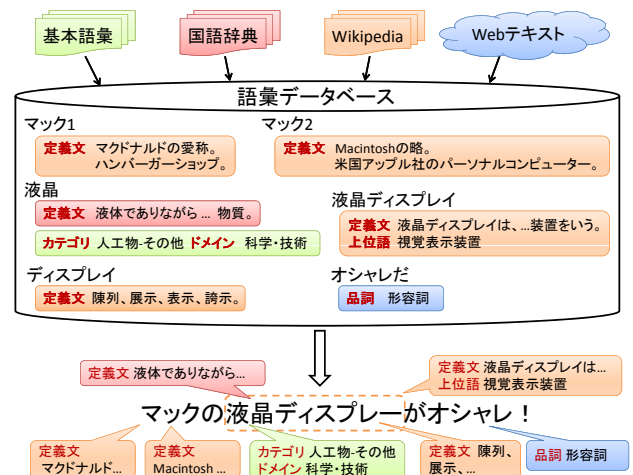 基本語彙
国語辞典
Wikipedia
Webテキスト
語彙データベース
マック1
定義文 マクドナルドの愛称。
ハンバーガーショップ。
マック2
定義文 Macintoshの略。
米国アップル社のパーソナルコンピューター。
液晶
定義文 液体でありながら … 物質。
カテゴリ 人工物-その他 ドメイン 科学・技術
液晶ディスプレイ
定義文 液晶ディスプレイは、…装置をいう。
上位語 視覚表示装置
ディスプレイ
定義文 陳列、展示、表示、誇示。
オシャレだ
品詞 形容詞
定義文 液体でありながら…
定義文 液晶ディスプレイは…
上位語 視覚表示装置
マックの液晶ディスプレーがオシャレ！
定義文
マクドナルド…
定義文
Macintosh …
カテゴリ 人工物-その他
ドメイン 科学・技術
定義文 陳列、
展示、…
品詞 形容詞